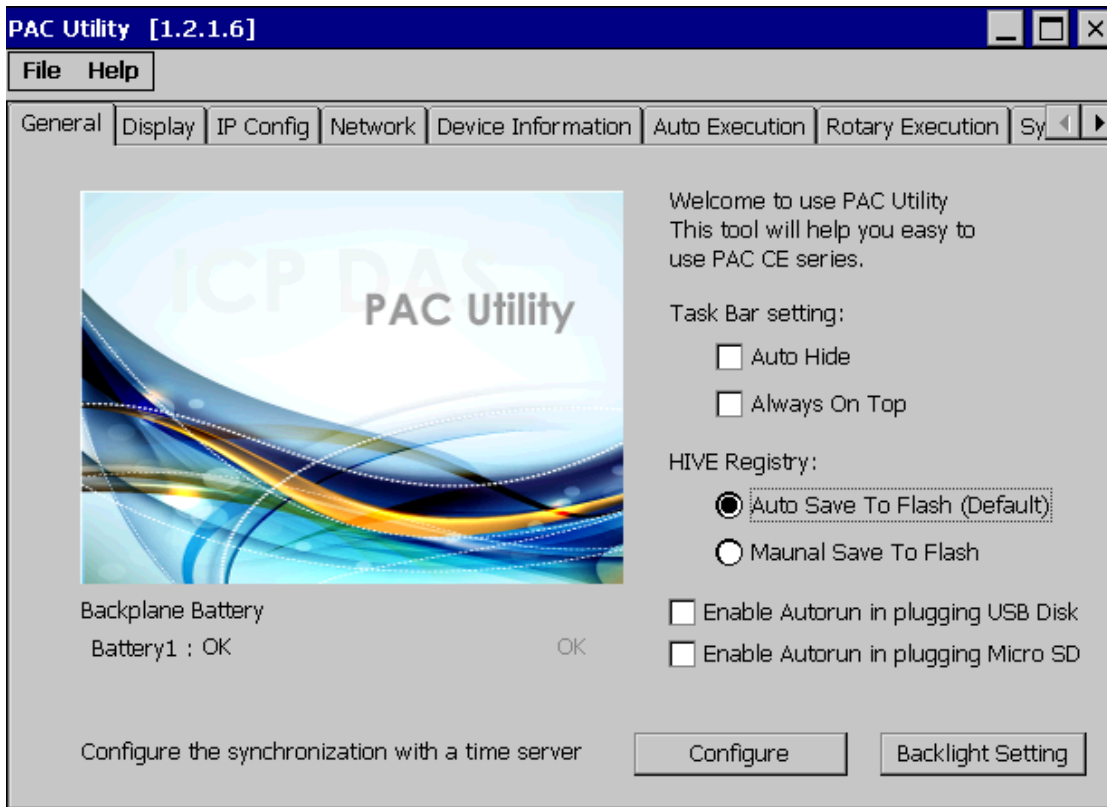 PAC Utility [1.2.1.6]
File Help
General Display IP Config Network Device Information Auto Execution Rotary Execution Sy
ICP DAS
PAC Utility
Welcome to use PAC Utility
This tool will help you easy to
use PAC CE series.
Task Bar setting:
Auto Hide
Always On Top
HIVE Registry:
Auto Save To Flash (Default)
Maunal Save To Flash
Enable Autorun in plugging USB Disk
Enable Autorun in plugging Micro SD
Backplane Battery
Battery1 : OK OK
Configure the synchronization with a time server
Configure
Backlight Setting